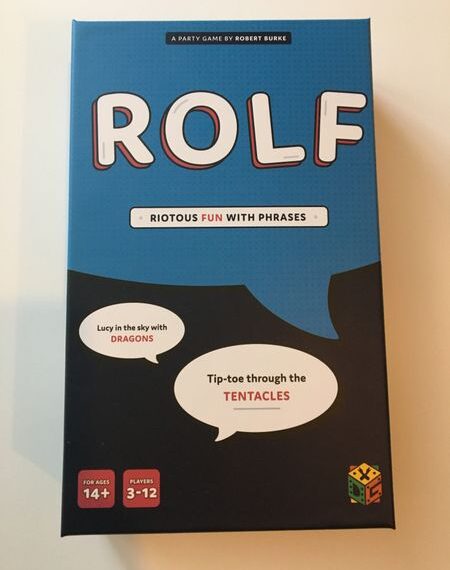 A PARTY GAME BY ROBERT BURKE
ROLF
RIOTOUS FUN WITH PHRASES
Lucy in the sky with
DRAGONS
Tip-toe through the
TENTACLES
FOR AGES
14+
PLAYERS
3-12